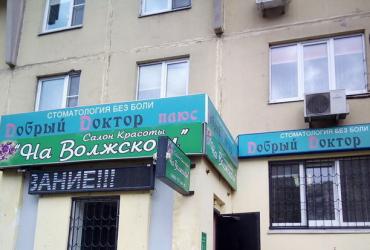 СТОМАТОЛОГИЯ БЕЗ БОЛИ
Добрый Доктор плюс
Салон Красоты
"На Волжско
ЗАНИЕ!!!
СТОМАТОЛОГИЯ БЕЗ БОЛИ
Добрый Доктор